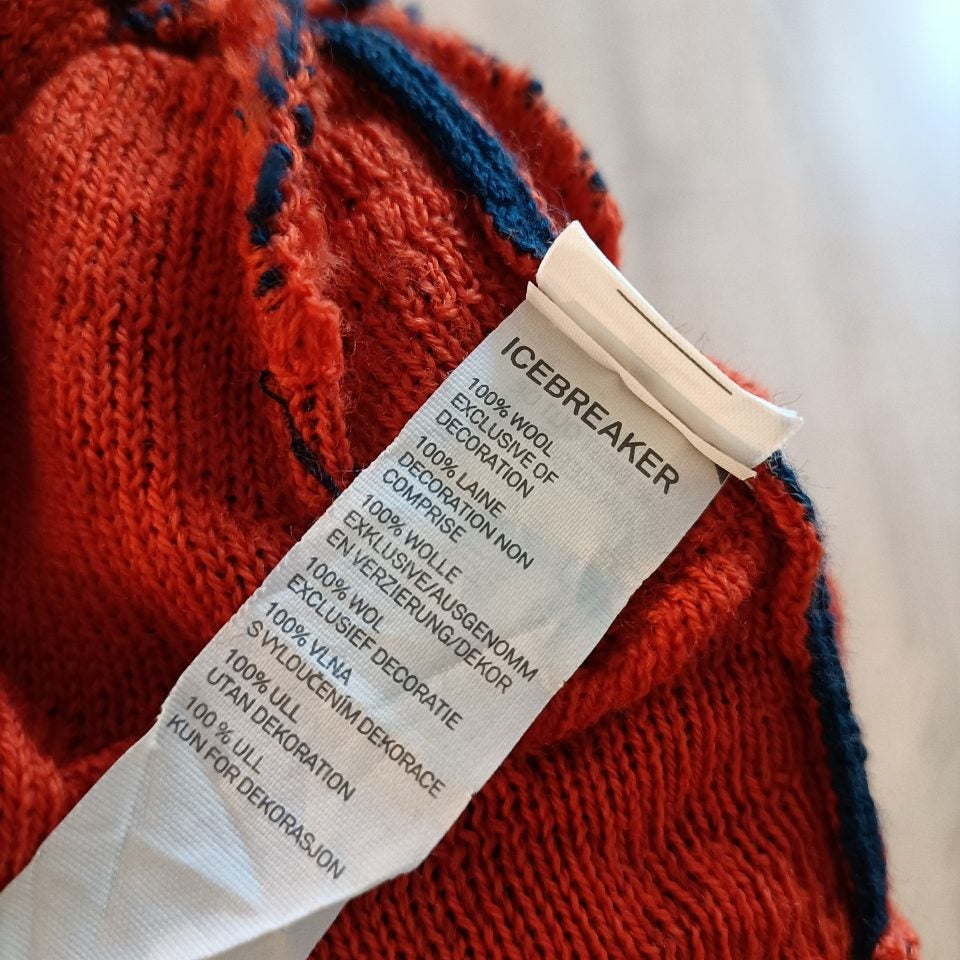 ICEBREAKER
100% WOOL
EXCLUSIVE OF
DECORATION
100% LAINE
DECORATION NON
COMPRISE
100% WOLLE
EXKLUSIVE/AUSGENOMM
EN VERZIERUNG/DEKOR
100% WOL
EXCLUSIEF DECORATIE
100% VLNA
S VYLOUČENIM DEKORACE
100% ULL
UTAN DEKORATION
100 % ULL
KUN FOR DEKORASJON